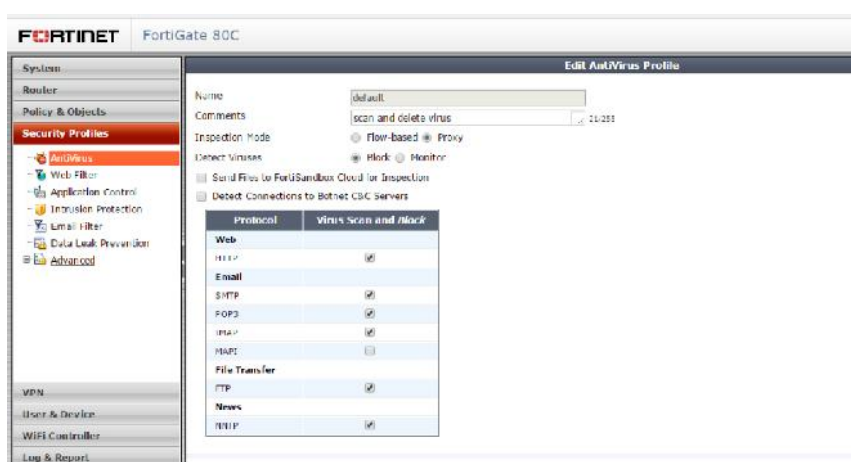 FORTINET FortiGate 80C
System
Router
Policy & Objects
Security Profiles
AntiVirus
Web Filter
Application Control
Intrusion Protection
Email Filter
Data Leak Prevention
Advanced
VPN
User & Device
WiFi Controller
Log & Report
Edit AntiVirus Profile
Name default
Comments scan and delete virus 21/255
Inspection Mode Flow-based Proxy
Detect Viruses Block Monitor
Send Files to FortiSandbox Cloud for Inspection
Detect Connections to Botnet C&C Servers
Protocol Virus Scan and Block
Web
HTTP
Email
SMTP
POP3
IMAP
MAPI
File Transfer
FTP
News
NNTP